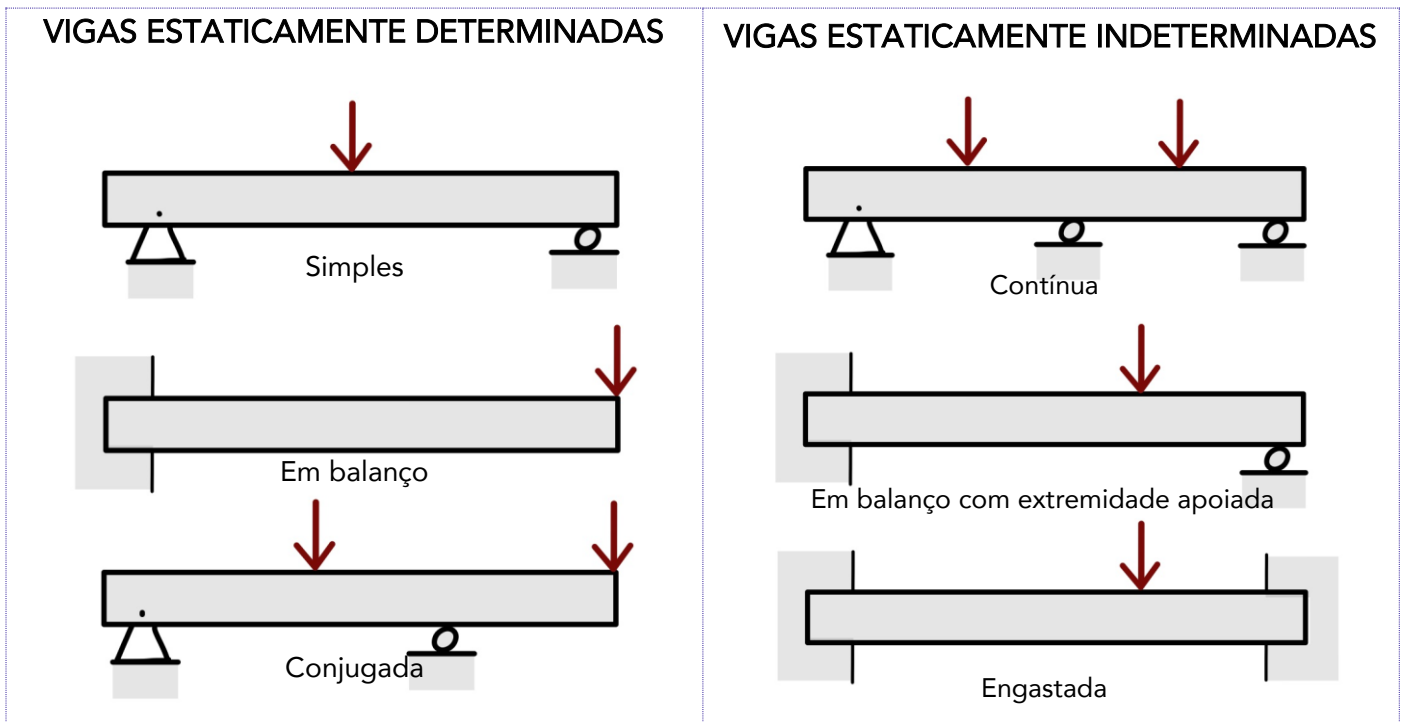 VIGAS ESTATICAMENTE DETERMINADAS
Simples
Em balanço
Conjugada
VIGAS ESTATICAMENTE INDETERMINADAS
Contínua
Em balanço com extremidade apoiada
Engastada